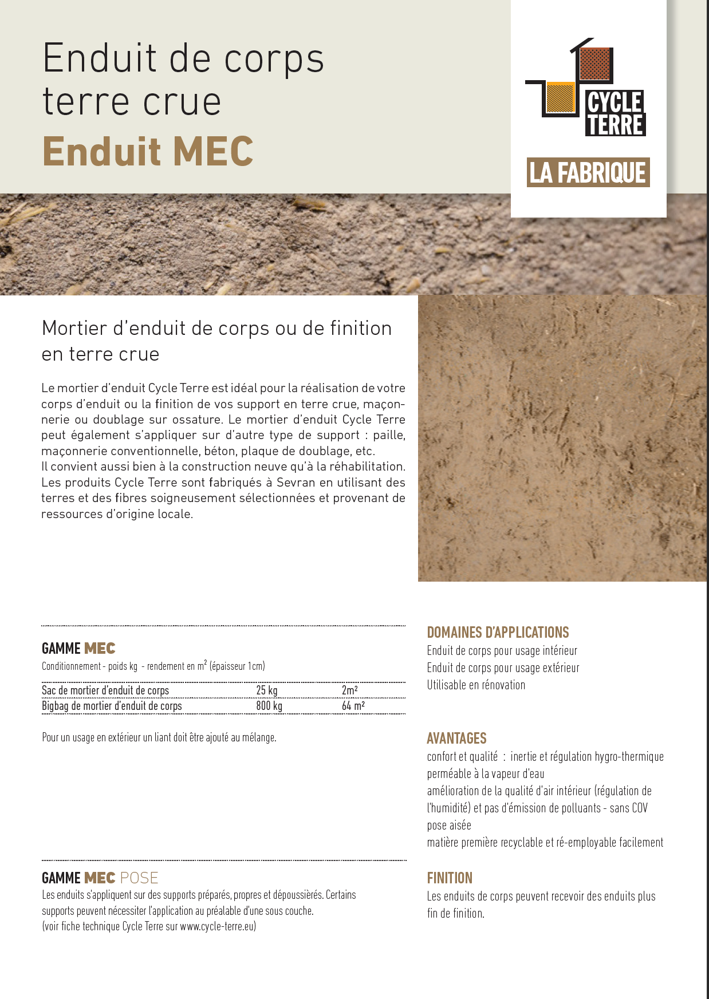 Enduit de corps
terre crue
Enduit MEC
CYCLE
TERRE
LA FABRIQUE
Mortier d’enduit de corps ou de finition
en terre crue
Le mortier d’enduit Cycle Terre est idéal pour la réalisation de votre
corps d’enduit ou la finition de vos support en terre crue, maçon-
nerie ou doublage sur ossature. Le mortier d’enduit Cycle Terre
peut également s’appliquer sur d’autre type de support : paille,
maçonnerie conventionnelle, béton, plaque de doublage, etc.
Il convient aussi bien à la construction neuve qu’à la réhabilitation.
Les produits Cycle Terre sont fabriqués à Sevran en utilisant des
terres et des fibres soigneusement sélectionnées et provenant de
ressources d’origine locale.
GAMME MEC
Conditionnement - poids kg - rendement en m² (épaisseur 1cm)
Sac de mortier d’enduit de corps 25 kg 2m²
Bigbag de mortier d’enduit de corps 800 kg 64 m²
Pour un usage en extérieur un liant doit être ajouté au mélange.
GAMME MEC POSE
Les enduits s’appliquent sur des supports préparés, propres et dépoussièrés. Certains
supports peuvent nécessiter l’application au préalable d’une sous couche.
(voir fiche technique Cycle Terre sur www.cycle-terre.eu)
DOMAINES D’APPLICATIONS
Enduit de corps pour usage intérieur
Enduit de corps pour usage extérieur
Utilisable en rénovation
AVANTAGES
confort et qualité : inertie et régulation hygro-thermique
perméable à la vapeur d’eau
amélioration de la qualité d’air intérieur (régulation de
l’humidité) et pas d’émission de polluants - sans COV
pose aisée
matière première recyclable et ré-employable facilement
FINITION
Les enduits de corps peuvent recevoir des enduits plus
fin de finition.